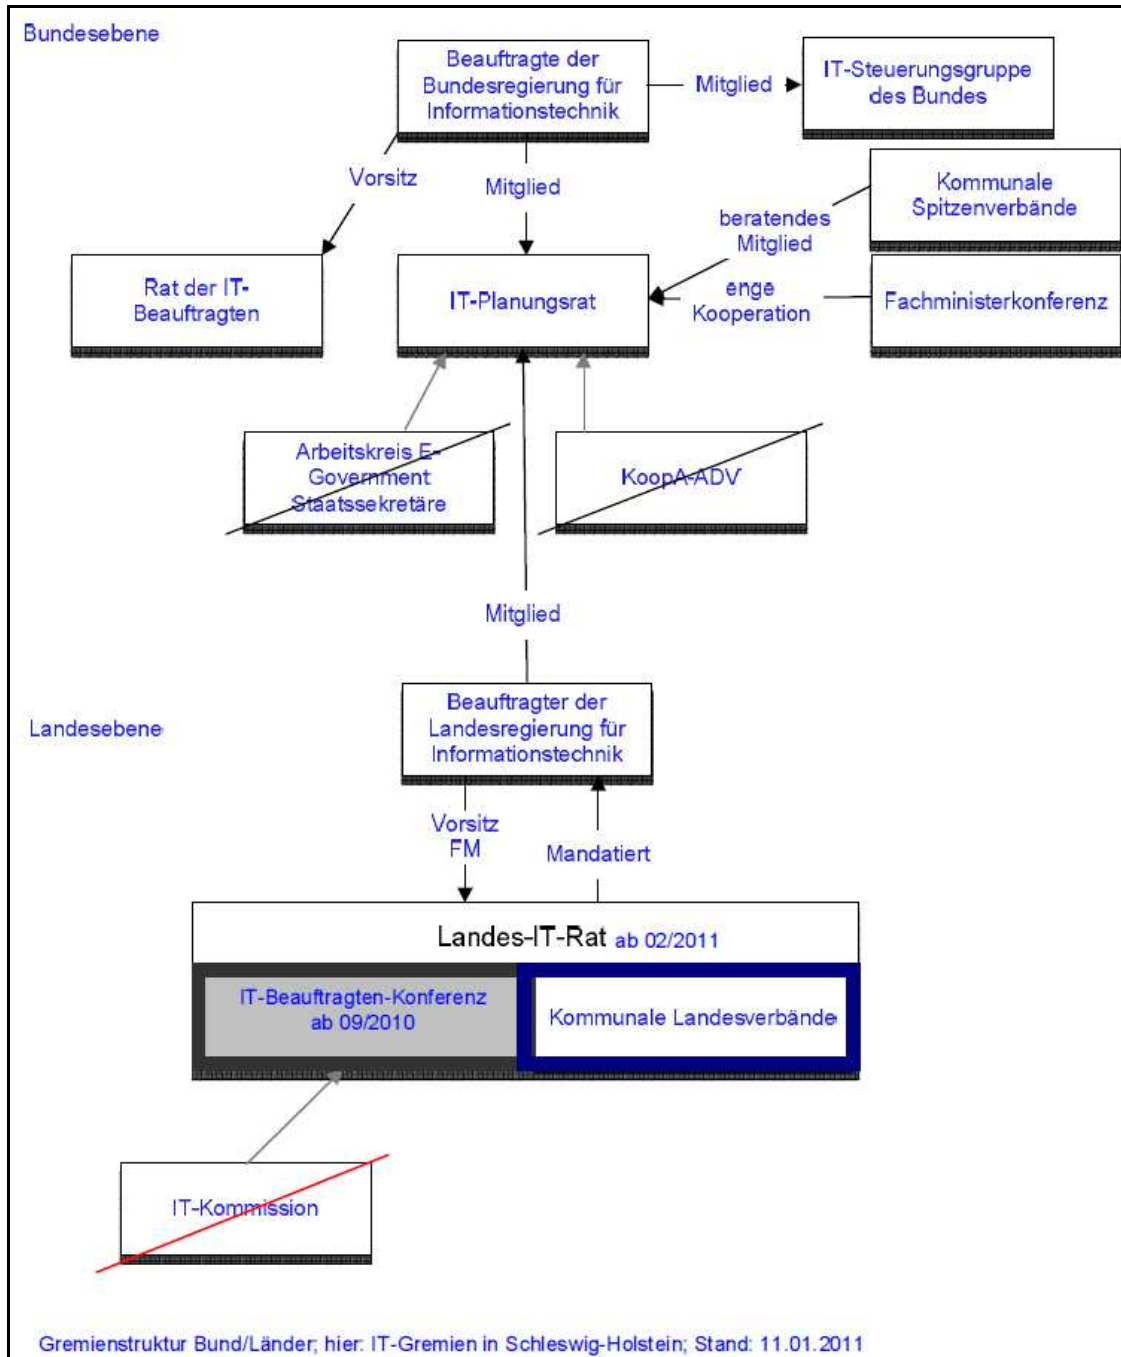 Bundesebene
Beauftragte der
Bundesregierung für
Informationstechnik
Mitglied
IT-Steuerungsgruppe
des Bundes
Vorsitz
Mitglied
Kommunale
Spitzenverbände
beratendes
Mitglied
Rat der IT-
Beauftragten
IT-Planungsrat
enge
Kooperation
Fachministerkonferenz
Arbeitskreis E-
Government
Staatssekretäre
KoopA-ADV
Mitglied
Landesebene
Beauftragter der
Landesregierung für
Informationstechnik
Vorsitz
FM
Mandatiert
Landes-IT-Rat ab 02/2011
IT-Beauftragten-Konferenz
ab 09/2010
Kommunale Landesverbände
IT-Kommission
Gremienstruktur Bund/Länder; hier: IT-Gremien in Schleswig-Holstein; Stand: 11.01.2011